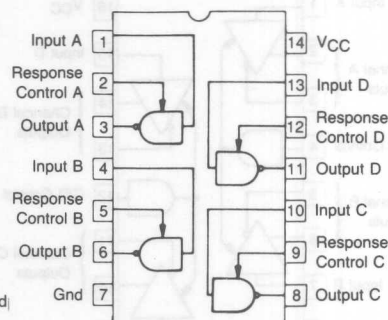 Input A 1
Response
Control A 2
Output A 3
Input B 4
Response
Control B 5
Output B 6
Gnd 7
14 VCC
13 Input D
12 Response
Control D
11 Output D
10 Input C
9 Response
Control C
8 Output C